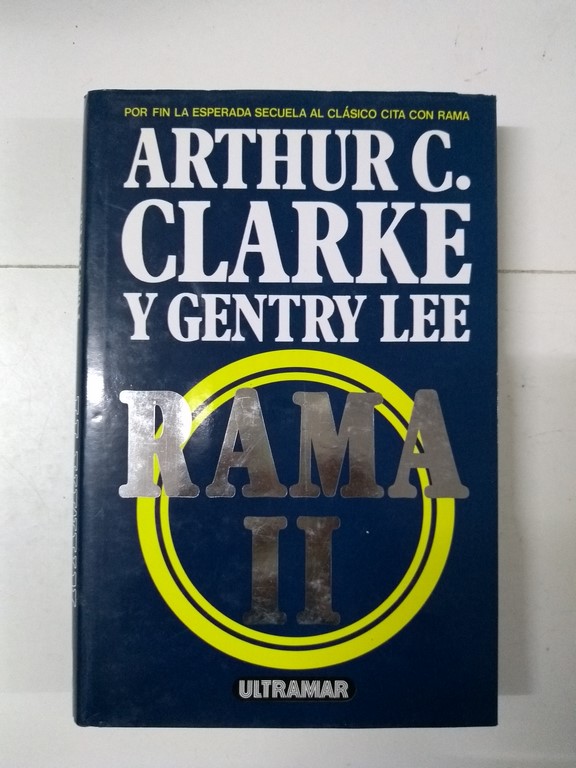 POR FIN LA ESPERADA SECUELA AL CLÁSICO CITA CON RAMA
ARTHUR C.
CLARKE
Y GENTRY LEE
RAMA
II
ULTRAMAR